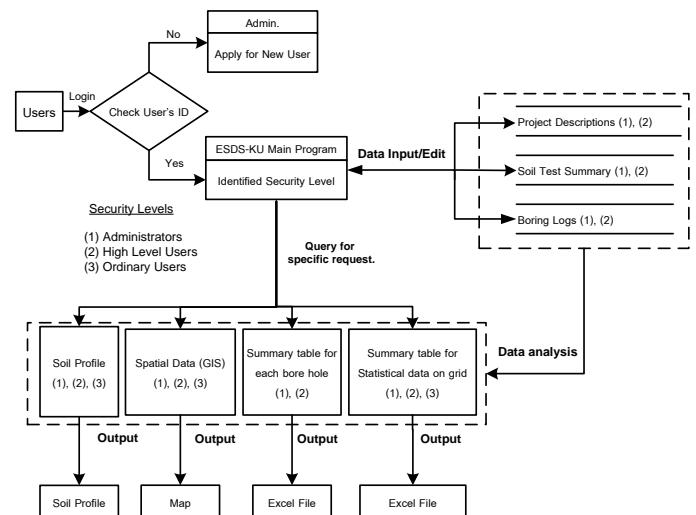 No
Admin.
Apply for New User
Users
Login
Check User's ID
Yes
ESDS-KU Main Program
Identified Security Level
Data Input/Edit
Project Descriptions (1), (2)
Soil Test Summary (1), (2)
Boring Logs (1), (2)
Security Levels
(1) Administrators
(2) High Level Users
(3) Ordinary Users
Query for
specific request.
Soil Profile
(1), (2), (3)
Spatial Data (GIS)
(1), (2), (3)
Summary table for
each bore hole
(1), (2)
Summary table for
Statistical data on grid
(1), (2), (3)
Data analysis
Output
Output
Output
Output
Soil Profile
Map
Excel File
Excel File